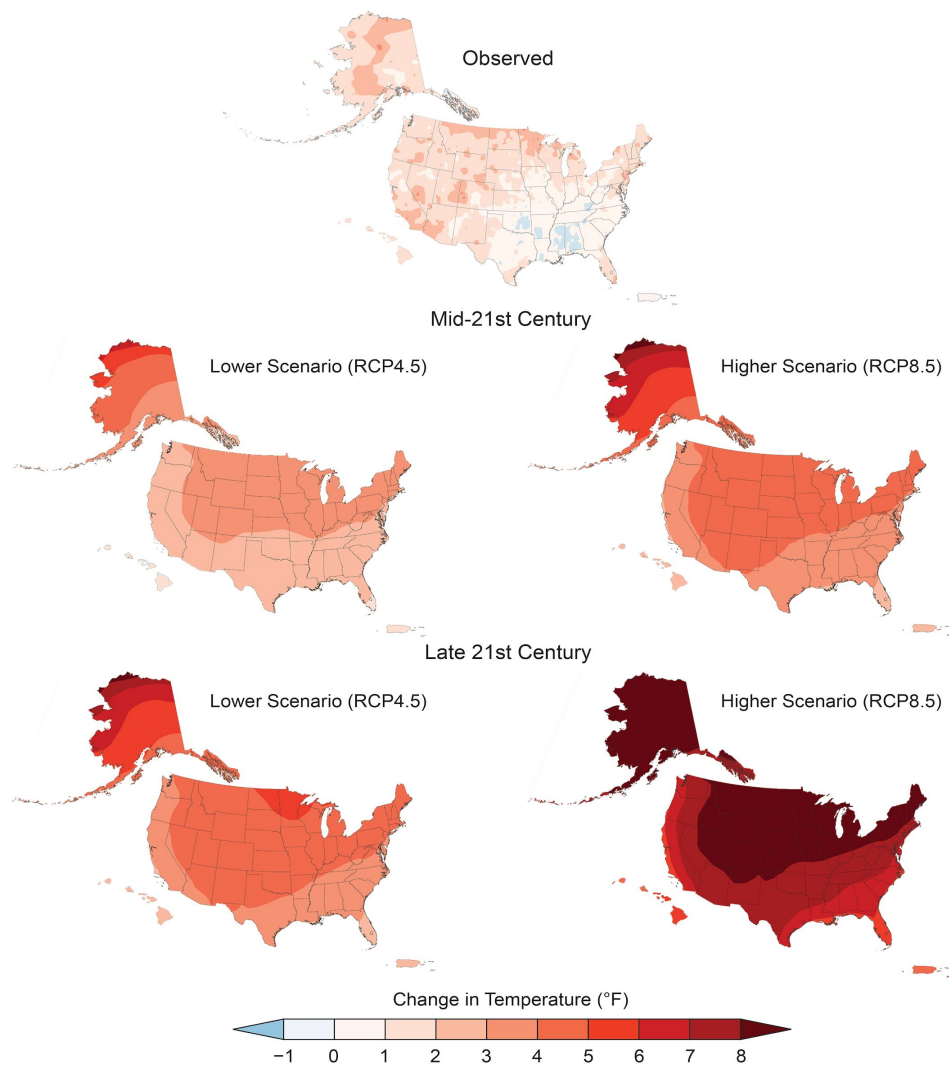 Observed
Mid-21st Century
Lower Scenario (RCP4.5)
Higher Scenario (RCP8.5)
Late 21st Century
Lower Scenario (RCP4.5)
Higher Scenario (RCP8.5)
Change in Temperature (°F)
−1 0 1 2 3 4 5 6 7 8